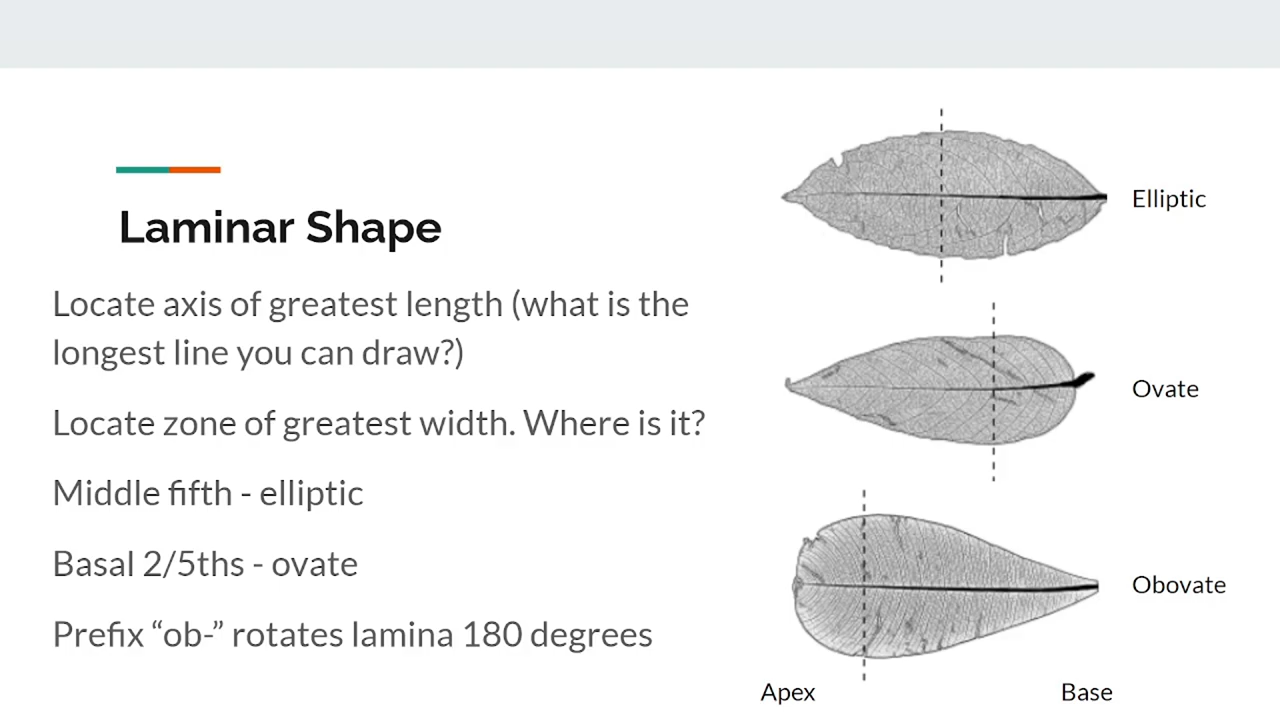 Laminar Shape
Locate axis of greatest length (what is the
longest line you can draw?)
Locate zone of greatest width. Where is it?
Middle fifth - elliptic
Basal 2/5ths - ovate
Prefix “ob-” rotates lamina 180 degrees
Elliptic
Ovate
Obovate
Apex
Base